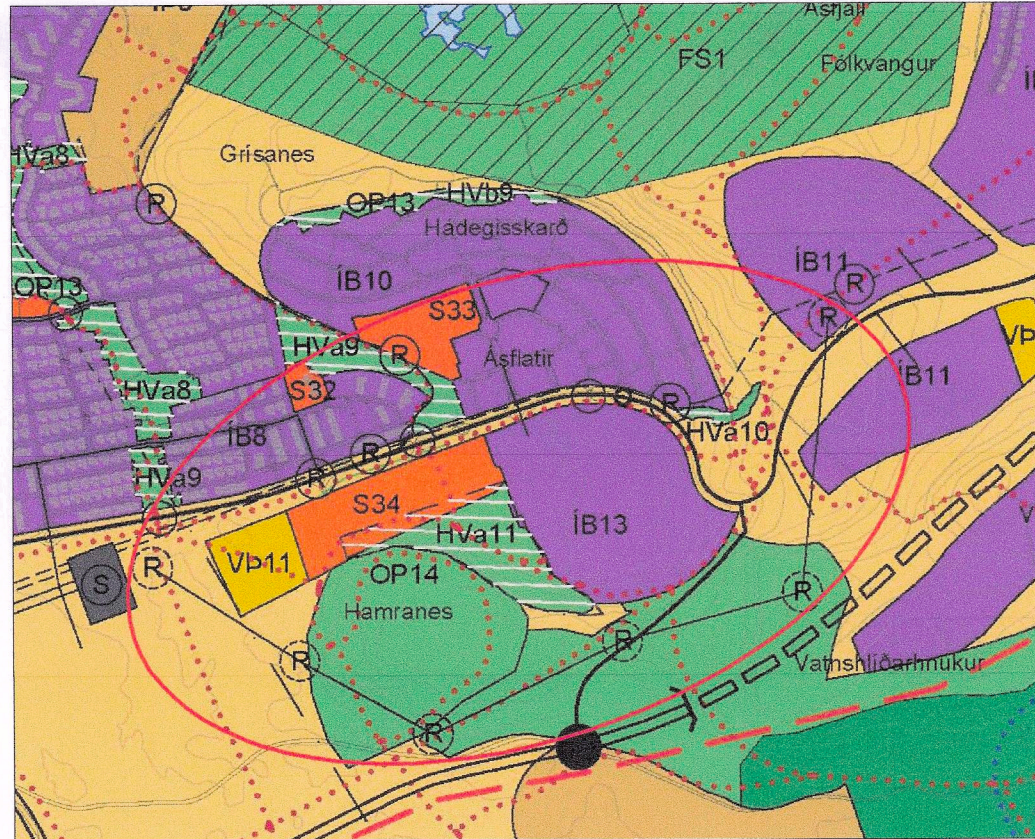 Ásfjall
FS1
Fólkvangur
HVa8
Grísanes
R
OP13
HVb9
Hádegisskarð
ÍB10
ÍB11
R
OP13
S33
R
HVa9
R
Ásflatir
VÞ
HVa8
S32
R
ÍB11
HVa10
ÍB8
R
HVa9
R
S34
ÍB13
VÞ11
HVa11
S
R
OP14
R
Hamranes
R
R
Vatnshlíðarhnúkur
R